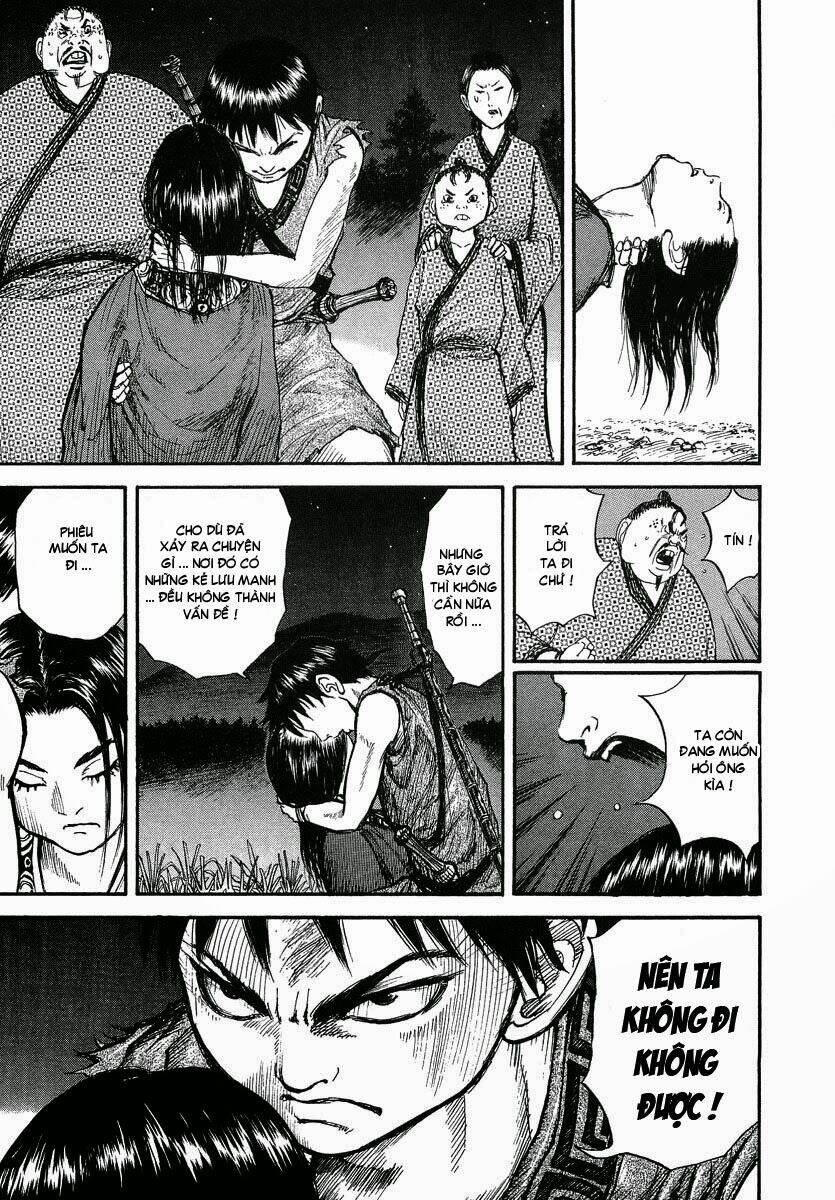 TÍN !
TRẢ
LỜI
TA ĐI
CHỨ !
TA CÒN
ĐANG MUỐN
HỎI ÔNG
KÌA !
NHƯNG
BÂY GIỜ
THÌ KHÔNG
CẦN NỮA
RỒI ...
CHO DÙ ĐÃ
XẢY RA CHUYỆN
GÌ ... NƠI ĐÓ CÓ
NHỮNG KẺ LƯU MANH
... ĐỀU KHÔNG THÀNH
VẤN ĐỀ !
PHIÊU
MUỐN TA
ĐI ...
NÊN TA
KHÔNG ĐI
KHÔNG
ĐƯỢC !